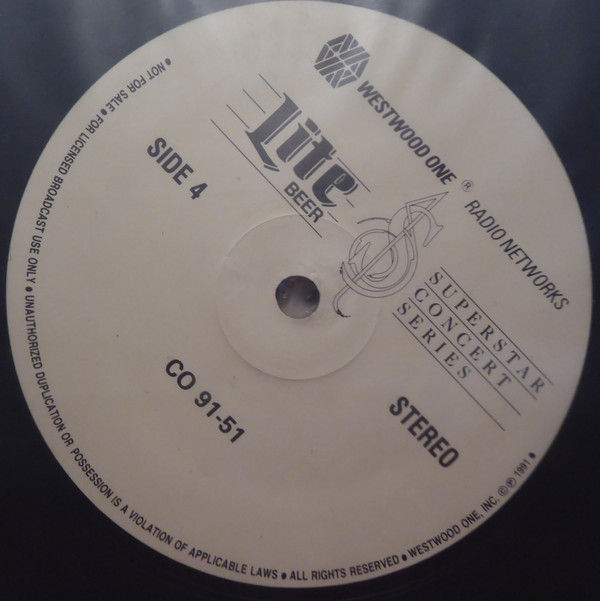 WESTWOOD ONE ® RADIO NETWORKS
Lite
BEER
SUPERSTAR
CONCERT
SERIES
SIDE 4
STEREO
CO 91-51
• NOT FOR SALE • FOR LICENSED BROADCAST USE ONLY • UNAUTHORIZED DUPLICATION OR POSSESSION IS A VIOLATION OF APPLICABLE LAWS • ALL RIGHTS RESERVED • WESTWOOD ONE, INC. © ℗ 1991 •